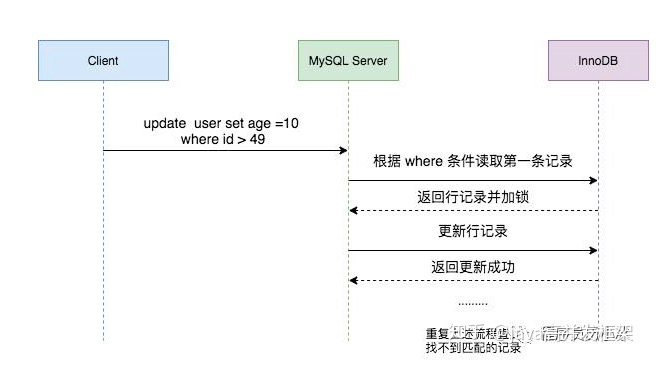 Client
MySQL Server
InnoDB
update user set age =10
where id > 49
根据 where 条件读取第一条记录
返回行记录并加锁
更新行记录
返回更新成功
.........
重复上述流程直
找不到匹配的记录
知乎 @Java